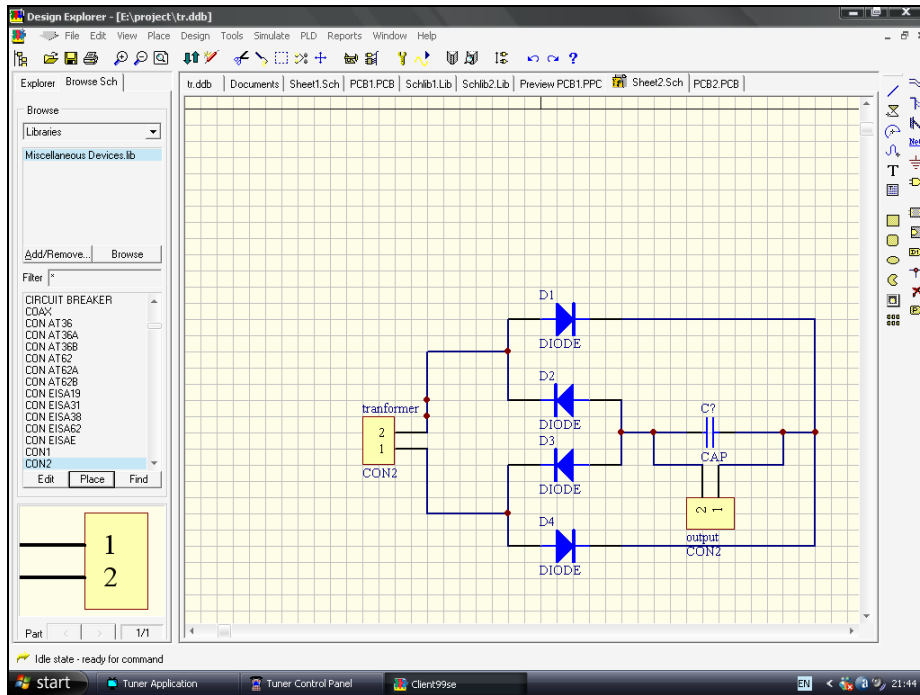 Design Explorer - [E:\project\tr.ddb]
File Edit View Place Design Tools Simulate PLD Reports Window Help
Explorer Browse Sch
tr.ddb Documents Sheet1.Sch PCB1.PCB Schlib1.Lib Schlib2.Lib Preview PCB1.PPC Sheet2.Sch PCB2.PCB
Browse
Libraries
Miscellaneous Devices.lib
Add/Remove... Browse
Filter *
CIRCUIT BREAKER
COAX
CON AT36
CON AT36A
CON AT36B
CON AT62
CON AT62A
CON AT62B
CON EISA19
CON EISA31
CON EISA38
CON EISA62
CON EISAE
CON1
CON2
Edit Place Find
1
2
Part < > 1/1
D1
DIODE
D2
DIODE
D3
DIODE
D4
DIODE
tranformer
2
1
CON2
C?
CAP
2 1
output
CON2
T
Idle state - ready for command
start Tuner Application Tuner Control Panel Client99se EN 21:44